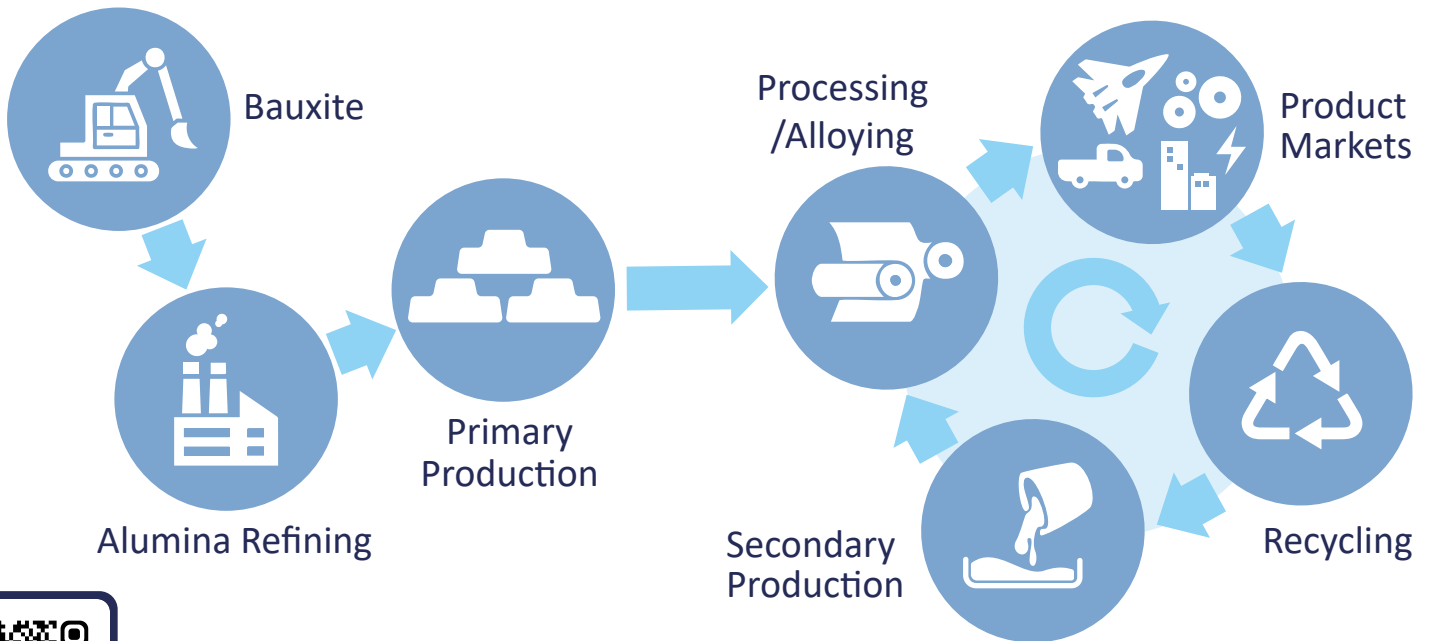 Bauxite
Alumina Refining
Primary
Production
Processing
/Alloying
Product
Markets
Recycling
Secondary
Production